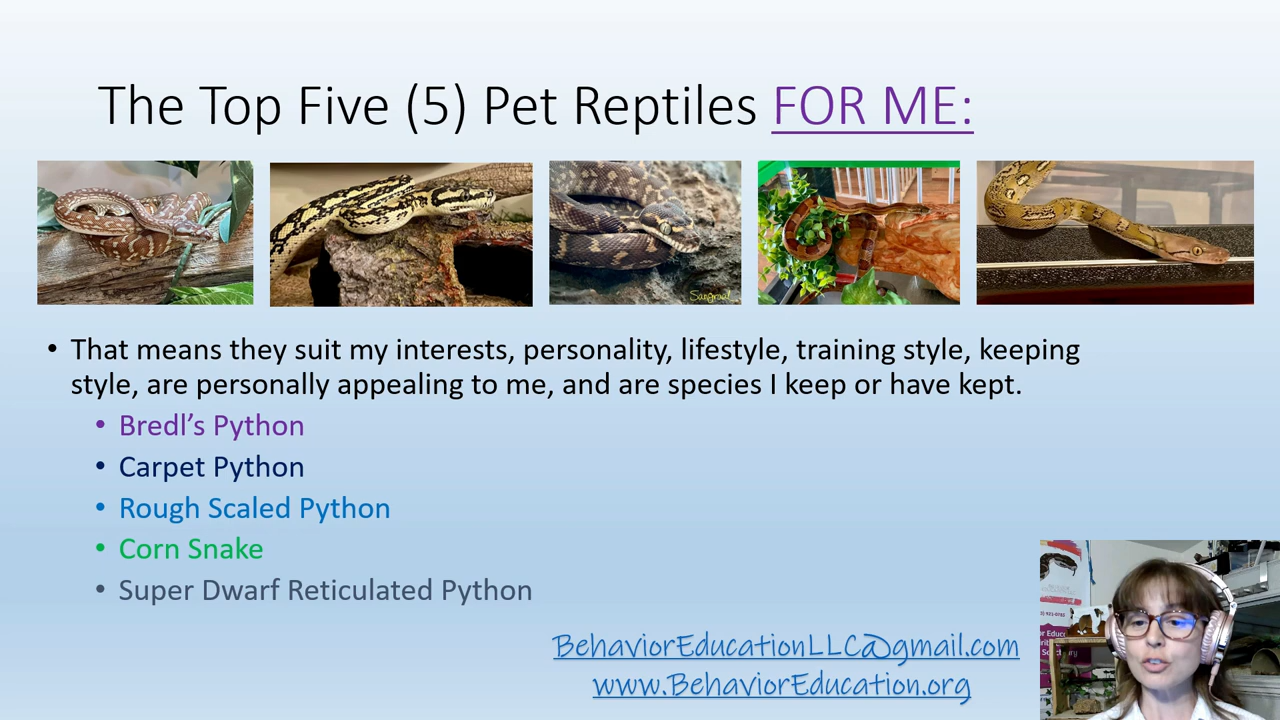 The Top Five (5) Pet Reptiles FOR ME:
Sangraal
• That means they suit my interests, personality, lifestyle, training style, keeping
style, are personally appealing to me, and are species I keep or have kept.
• Bredl’s Python
• Carpet Python
• Rough Scaled Python
• Corn Snake
• Super Dwarf Reticulated Python
BehaviorEducationLLC@gmail.com
www.BehaviorEducation.org